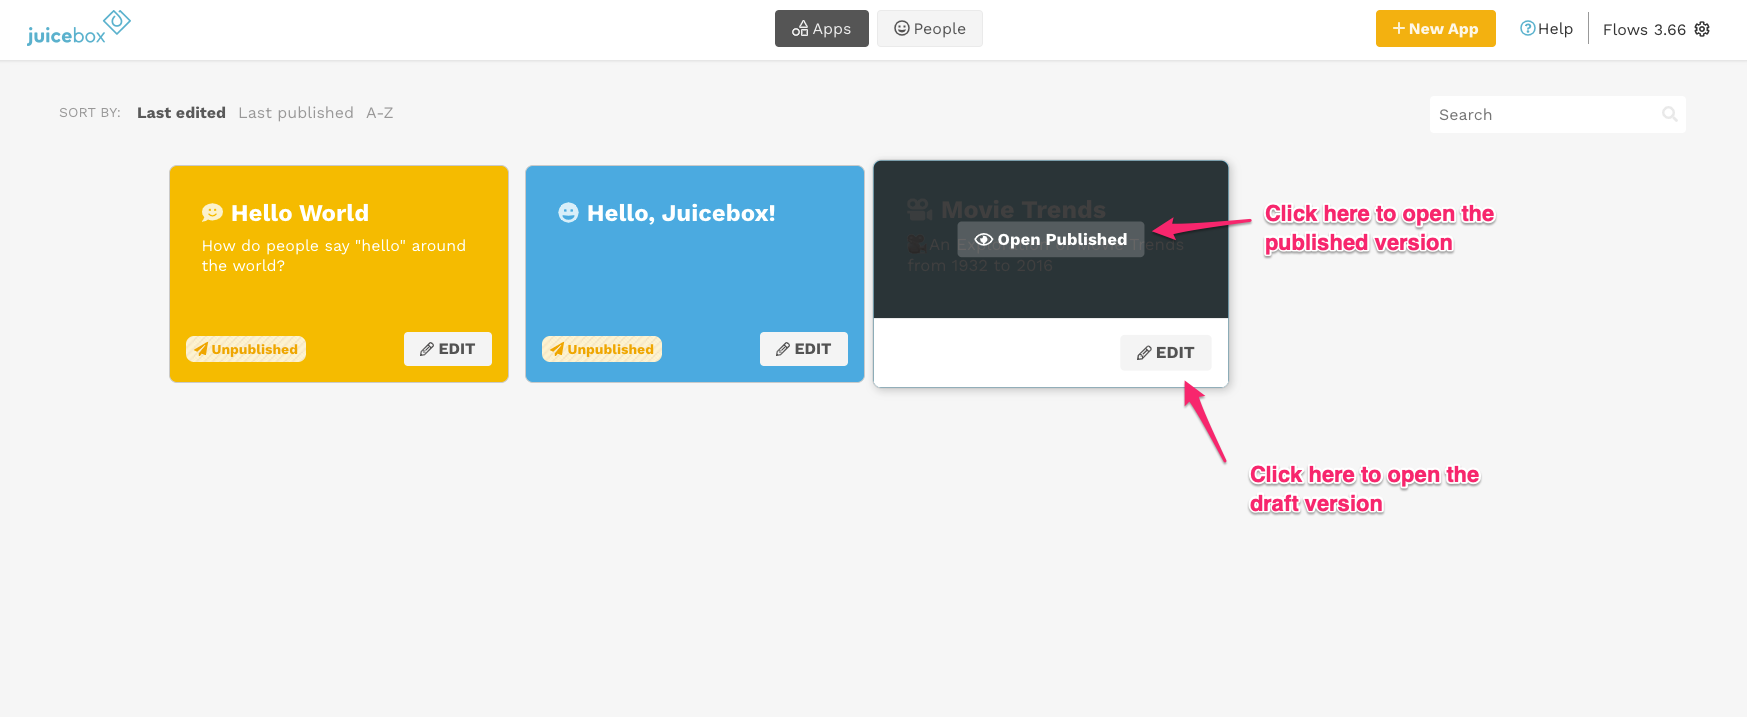 juicebox
Apps
People
New App
Help
Flows 3.66
SORT BY: Last edited Last published A-Z
Search
Hello World
How do people say "hello" around
the world?
Unpublished
EDIT
Hello, Juicebox!
Unpublished
EDIT
Movie Trends
Open Published
An Trends
from 1932 to 2016
EDIT
Click here to open the
published version
Click here to open the
draft version